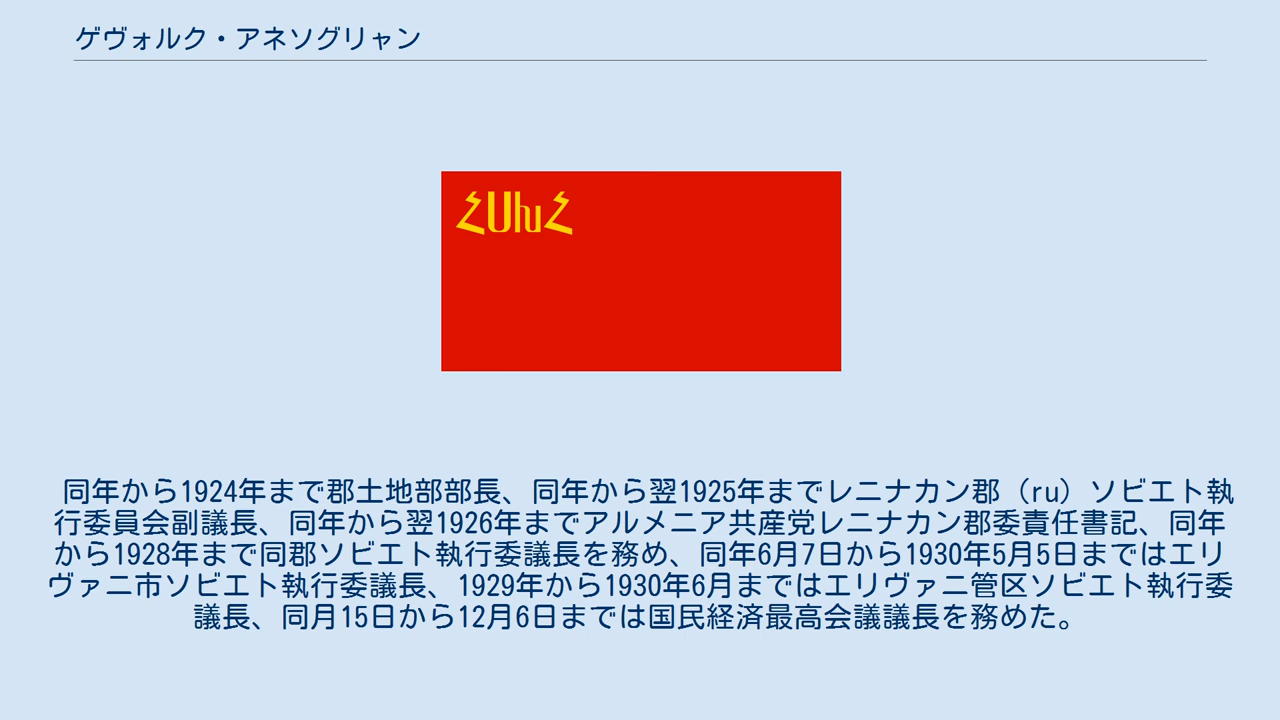 ゲヴォルク・アネソグリャン
ՀՍԽՀ
同年から1924年まで郡土地部部長、同年から翌1925年までレニナカン郡（ru）ソビエト執
行委員会副議長、同年から翌1926年までアルメニア共産党レニナカン郡委責任書記、同年
から1928年まで同郡ソビエト執行委議長を務め、同年6月7日から1930年5月5日まではエリ
ヴァニ市ソビエト執行委議長、1929年から1930年6月まではエリヴァニ管区ソビエト執行委
議長、同月15日から12月6日までは国民経済最高会議議長を務めた。